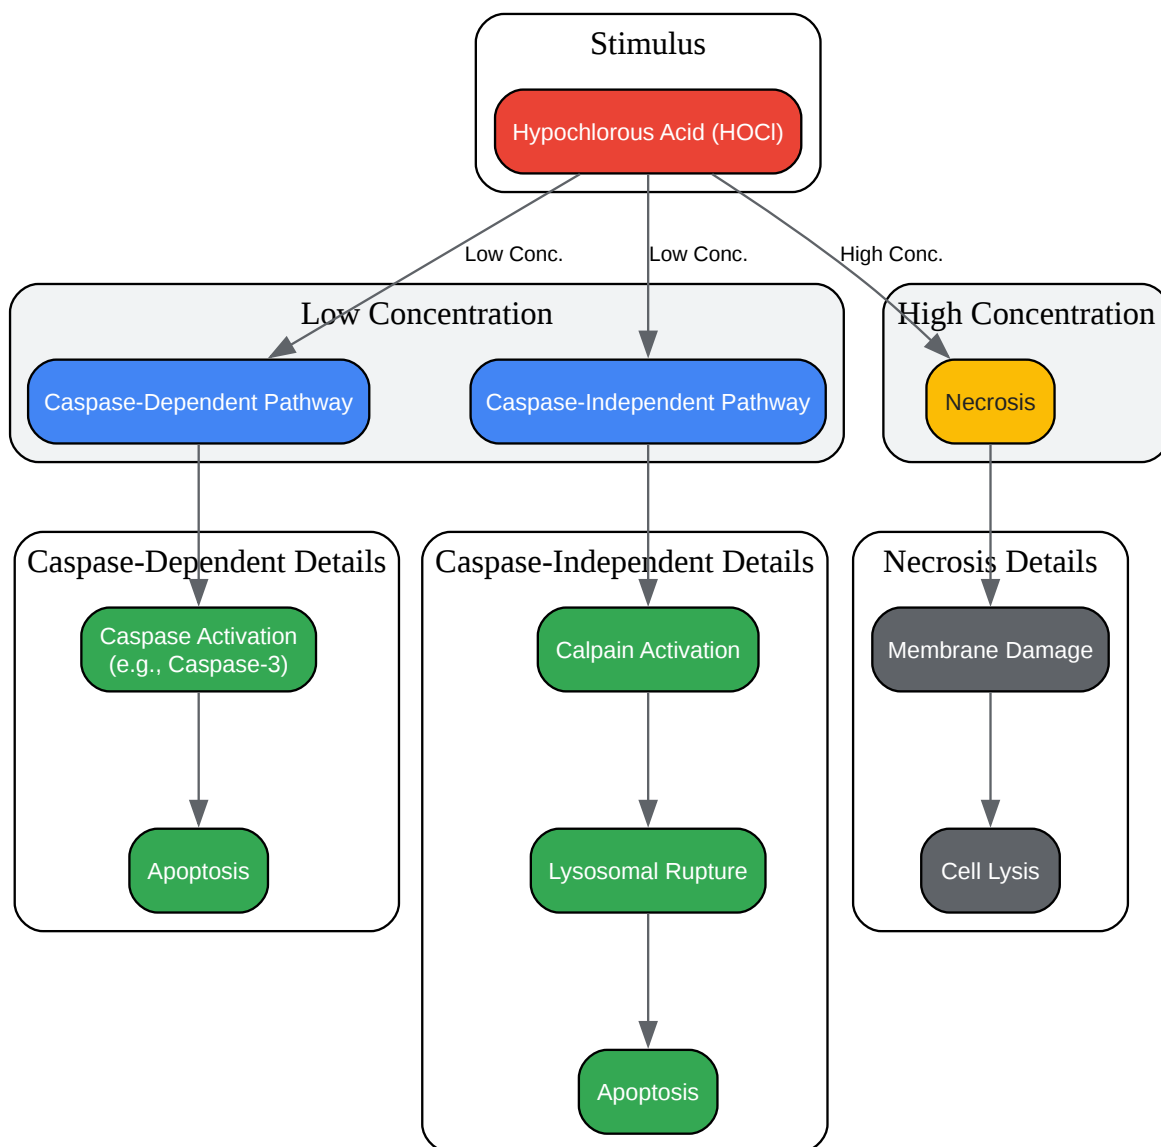 Stimulus
Hypochlorous Acid (HOCl)
Low Conc.
Low Conc.
High Conc.
Low Concentration
High Concentration
Caspase-Dependent Pathway
Caspase-Independent Pathway
Necrosis
Caspase-Dependent Details
Caspase-Independent Details
Necrosis Details
Caspase Activation
(e.g., Caspase-3)
Calpain Activation
Membrane Damage
Apoptosis
Lysosomal Rupture
Cell Lysis
Apoptosis